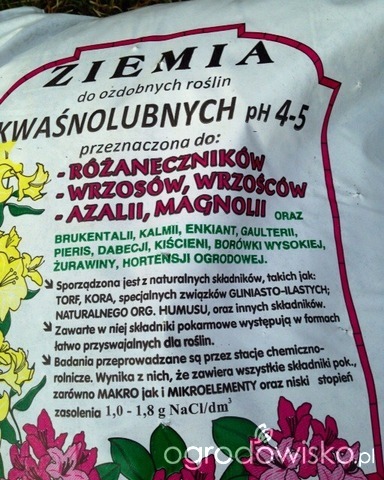 ZIEMIA
do ozdobnych roślin
KWAŚNOLUBNYCH pH 4-5
przeznaczona do:
- RÓŻANECZNIKÓW
- WRZOSÓW, WRZOŚCÓW
- AZALII, MAGNOLII ORAZ
BRUKENTALII, KALMII, ENKIANT, GAULTERII,
PIERIS, DABECJI, KIŚCIENI, BORÓWKI WYSOKIEJ,
ŻURAWINY, HORTENSJI OGRODOWEJ.
Sporządzona jest z naturalnych składników, takich jak:
TORF, KORA, specjalnych związków GLINIASTO-ILASTYCH;
NATURALNEGO ORG. HUMUSU, oraz innych składników.
Zawarte w niej składniki pokarmowe występują w formach
łatwo przyswajalnych dla roślin.
Badania przeprowadzane są przez stacje chemiczno-
rolnicze. Wynika z nich, że zawiera wszystkie składniki pok.,
zarówno MAKRO jak i MIKROELEMENTY oraz niski stopień
zasolenia 1,0 - 1,8 g NaCl/dm³
ogrodowisko.pl